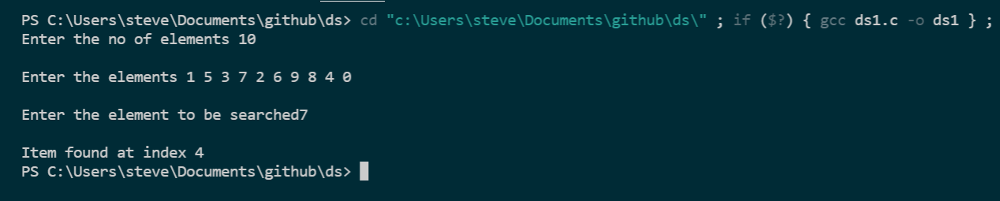 PS C:\Users\steve\Documents\github\ds> cd "c:\Users\steve\Documents\github\ds\" ; if ($?) { gcc ds1.c -o ds1 } ;
Enter the no of elements 10
Enter the elements 1 5 3 7 2 6 9 8 4 0
Enter the element to be searched7
Item found at index 4
PS C:\Users\steve\Documents\github\ds>